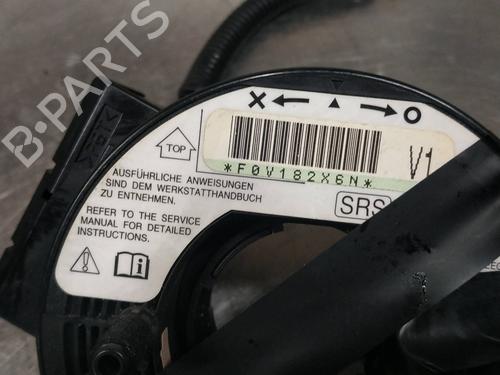 B-PARTS
TOP
*F0V182X6N*
V1
SRS
AUSFÜHRLICHE ANWEISUNGEN
SIND DEM WERKSTATTHANDBUCH
ZU ENTNEHMEN.
REFER TO THE SERVICE
MANUAL FOR DETAILED
INSTRUCTIONS.